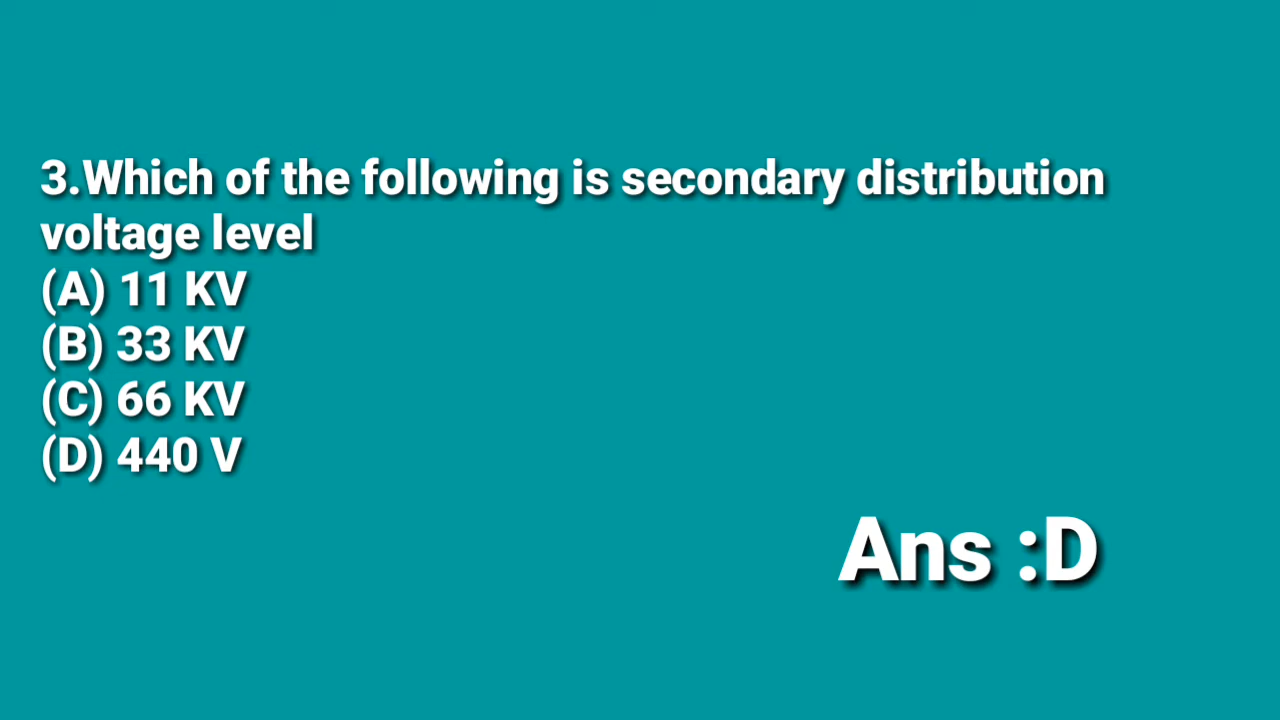 3.Which of the following is secondary distribution
voltage level
(A) 11 KV
(B) 33 KV
(C) 66 KV
(D) 440 V
Ans :D